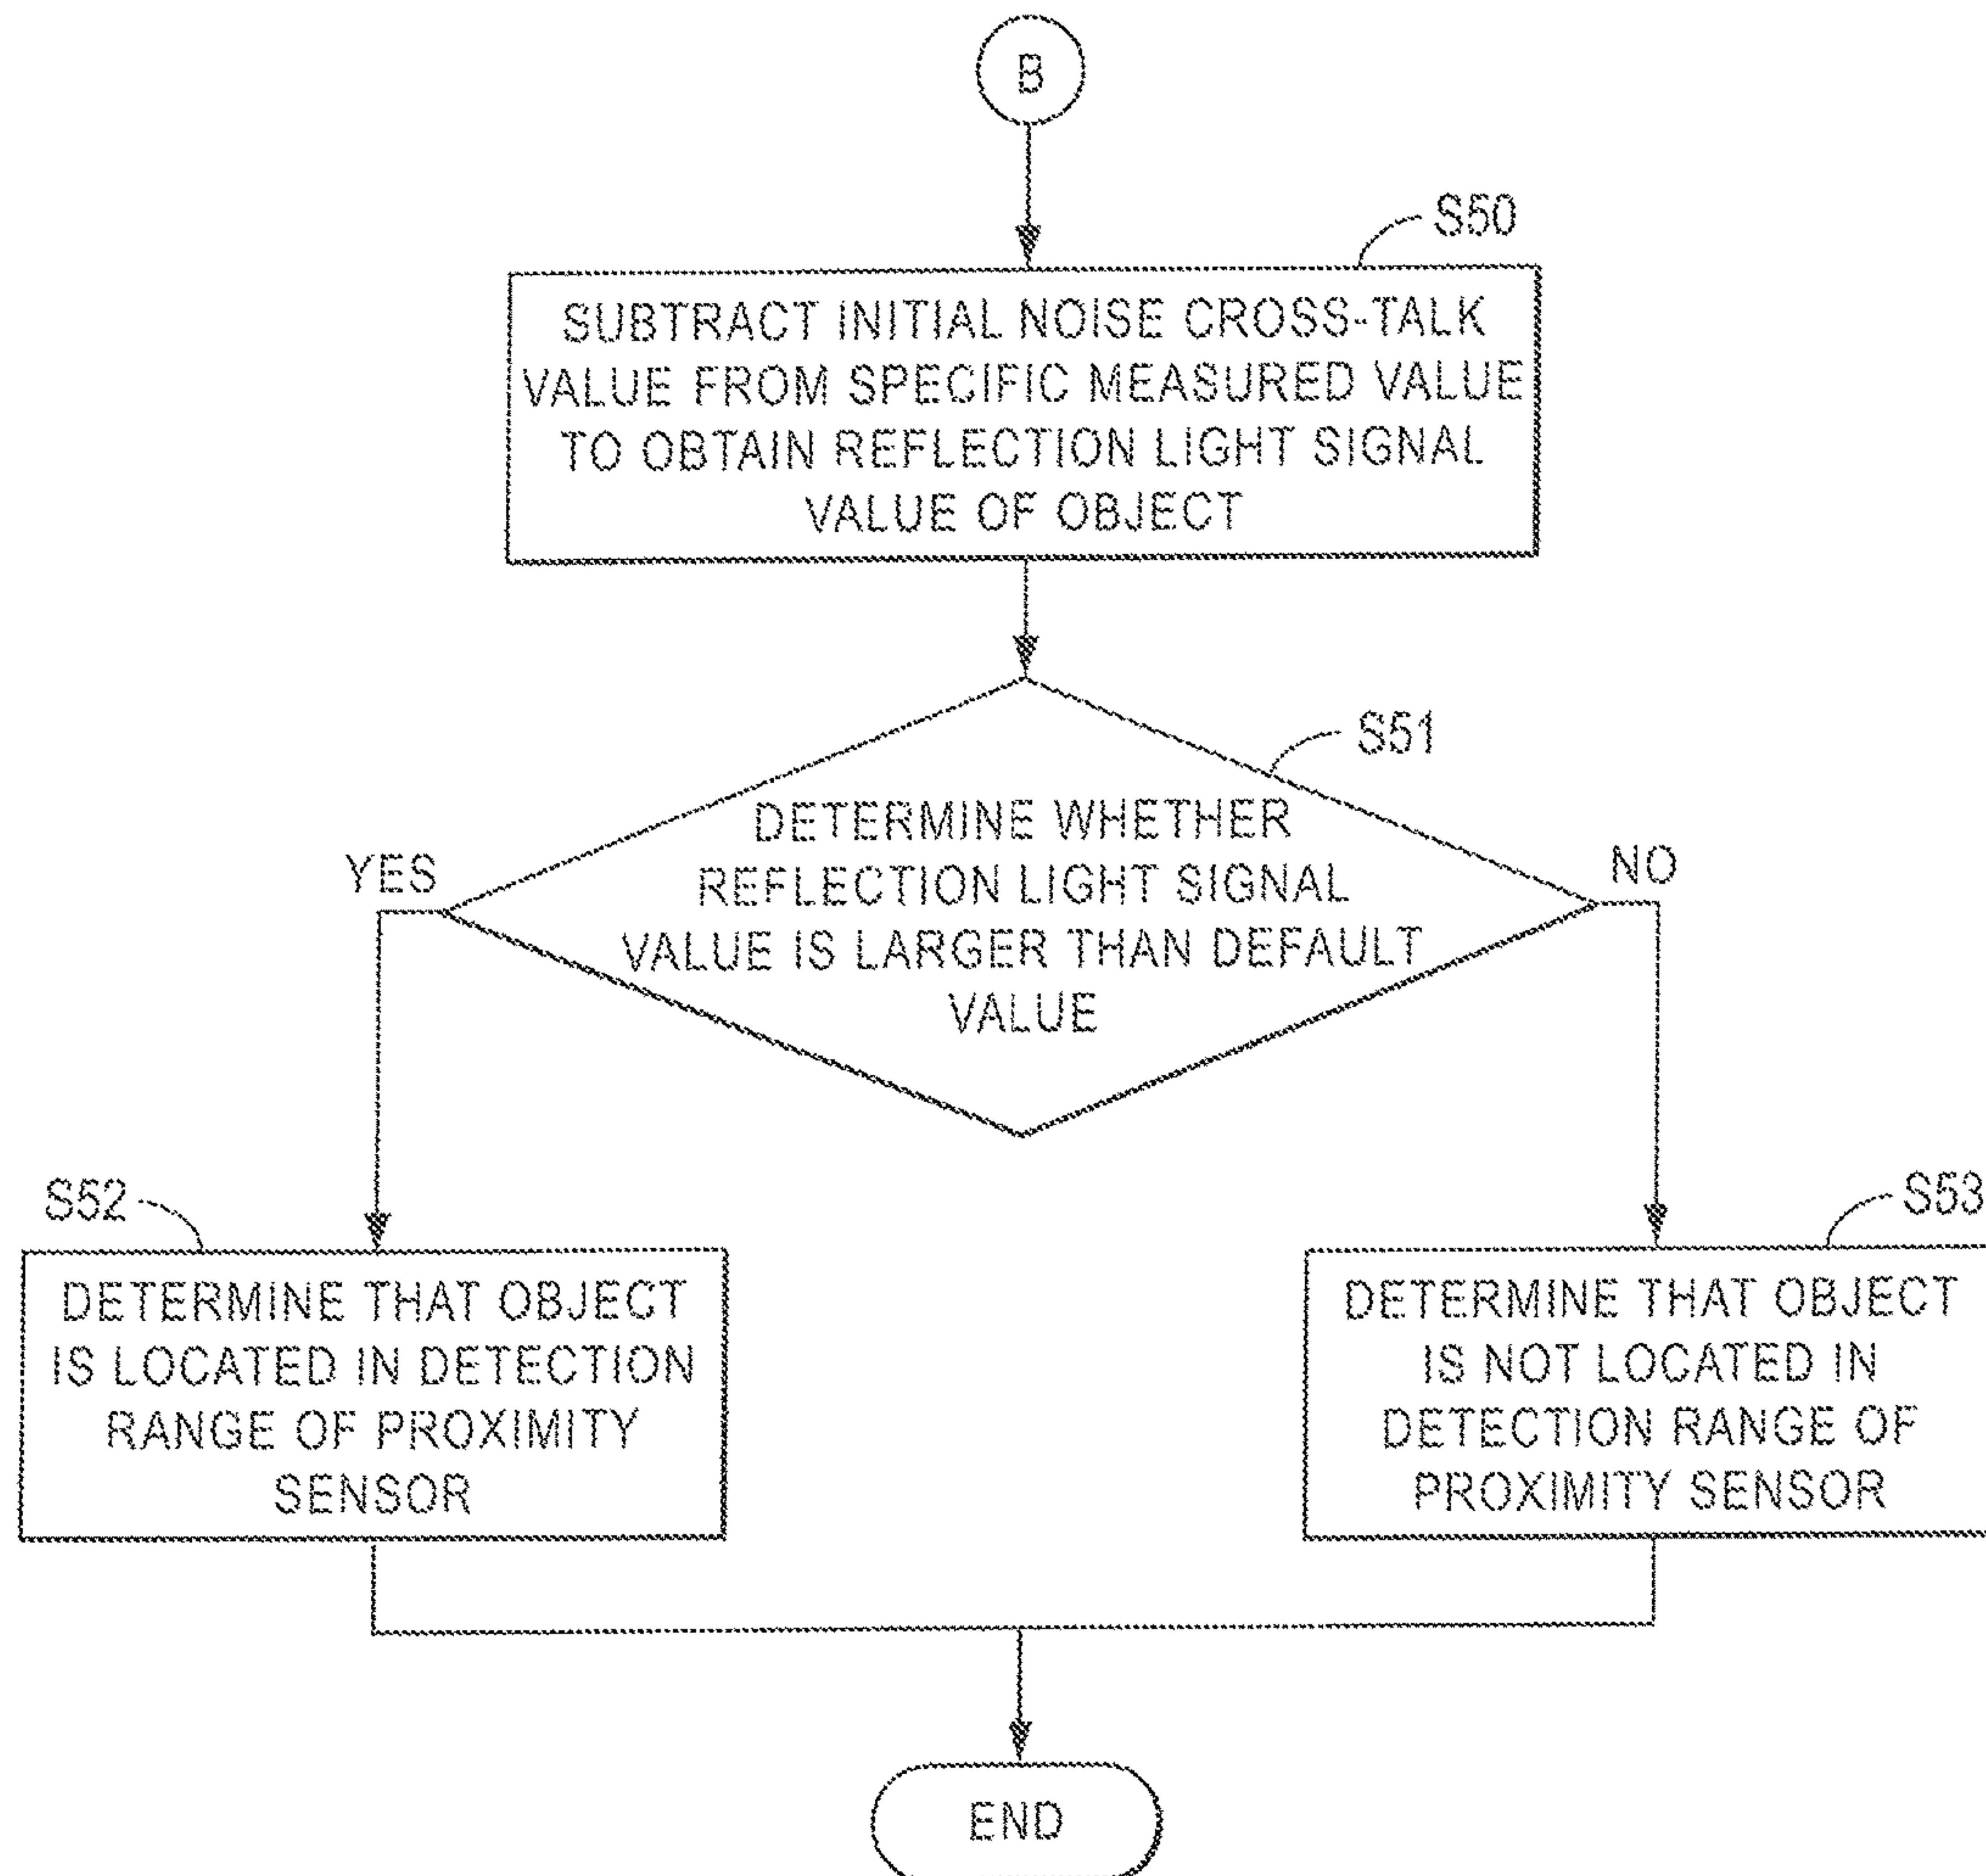 B
S50
SUBTRACT INITIAL NOISE CROSS-TALK
VALUE FROM SPECIFIC MEASURED VALUE
TO OBTAIN REFLECTION LIGHT SIGNAL
VALUE OF OBJECT
S51
DETERMINE WHETHER
REFLECTION LIGHT SIGNAL
VALUE IS LARGER THAN DEFAULT
VALUE
YES
NO
S52
DETERMINE THAT OBJECT
IS LOCATED IN DETECTION
RANGE OF PROXIMITY
SENSOR
S53
DETERMINE THAT OBJECT
IS NOT LOCATED IN
DETECTION RANGE OF
PROXIMITY SENSOR
END